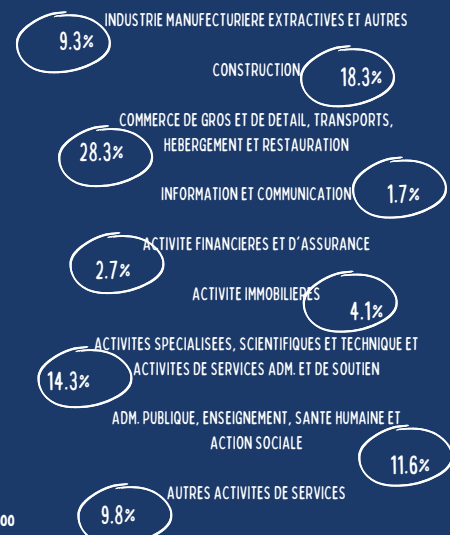 INDUSTRIE MANUFECTURIERE EXTRACTIVES ET AUTRES
9.3%
CONSTRUCTION
18.3%
COMMERCE DE GROS ET DE DETAIL, TRANSPORTS,
HEBERGEMENT ET RESTAURATION
28.3%
INFORMATION ET COMMUNICATION
1.7%
ACTIVITE FINANCIERES ET D'ASSURANCE
2.7%
ACTIVITE IMMOBILIERES
4.1%
ACTIVITES SPECIALISEES, SCIENTIFIQUES ET TECHNIQUE ET
ACTIVITES DE SERVICES ADM. ET DE SOUTIEN
14.3%
ADM. PUBLIQUE, ENSEIGNEMENT, SANTE HUMAINE ET
ACTION SOCIALE
11.6%
AUTRES ACTIVITES DE SERVICES
9.8%
00